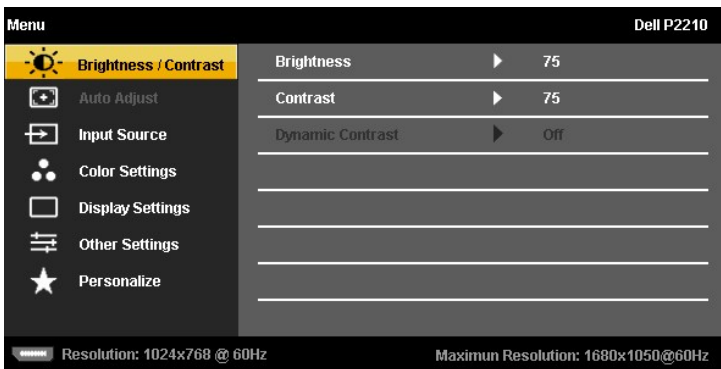 Menu Dell P2210
Brightness / Contrast Brightness 75
Auto Adjust Contrast 75
Input Source Dynamic Contrast Off
Color Settings
Display Settings
Other Settings
Personalize
Resolution: 1024x768 @ 60Hz Maximun Resolution: 1680x1050@60Hz